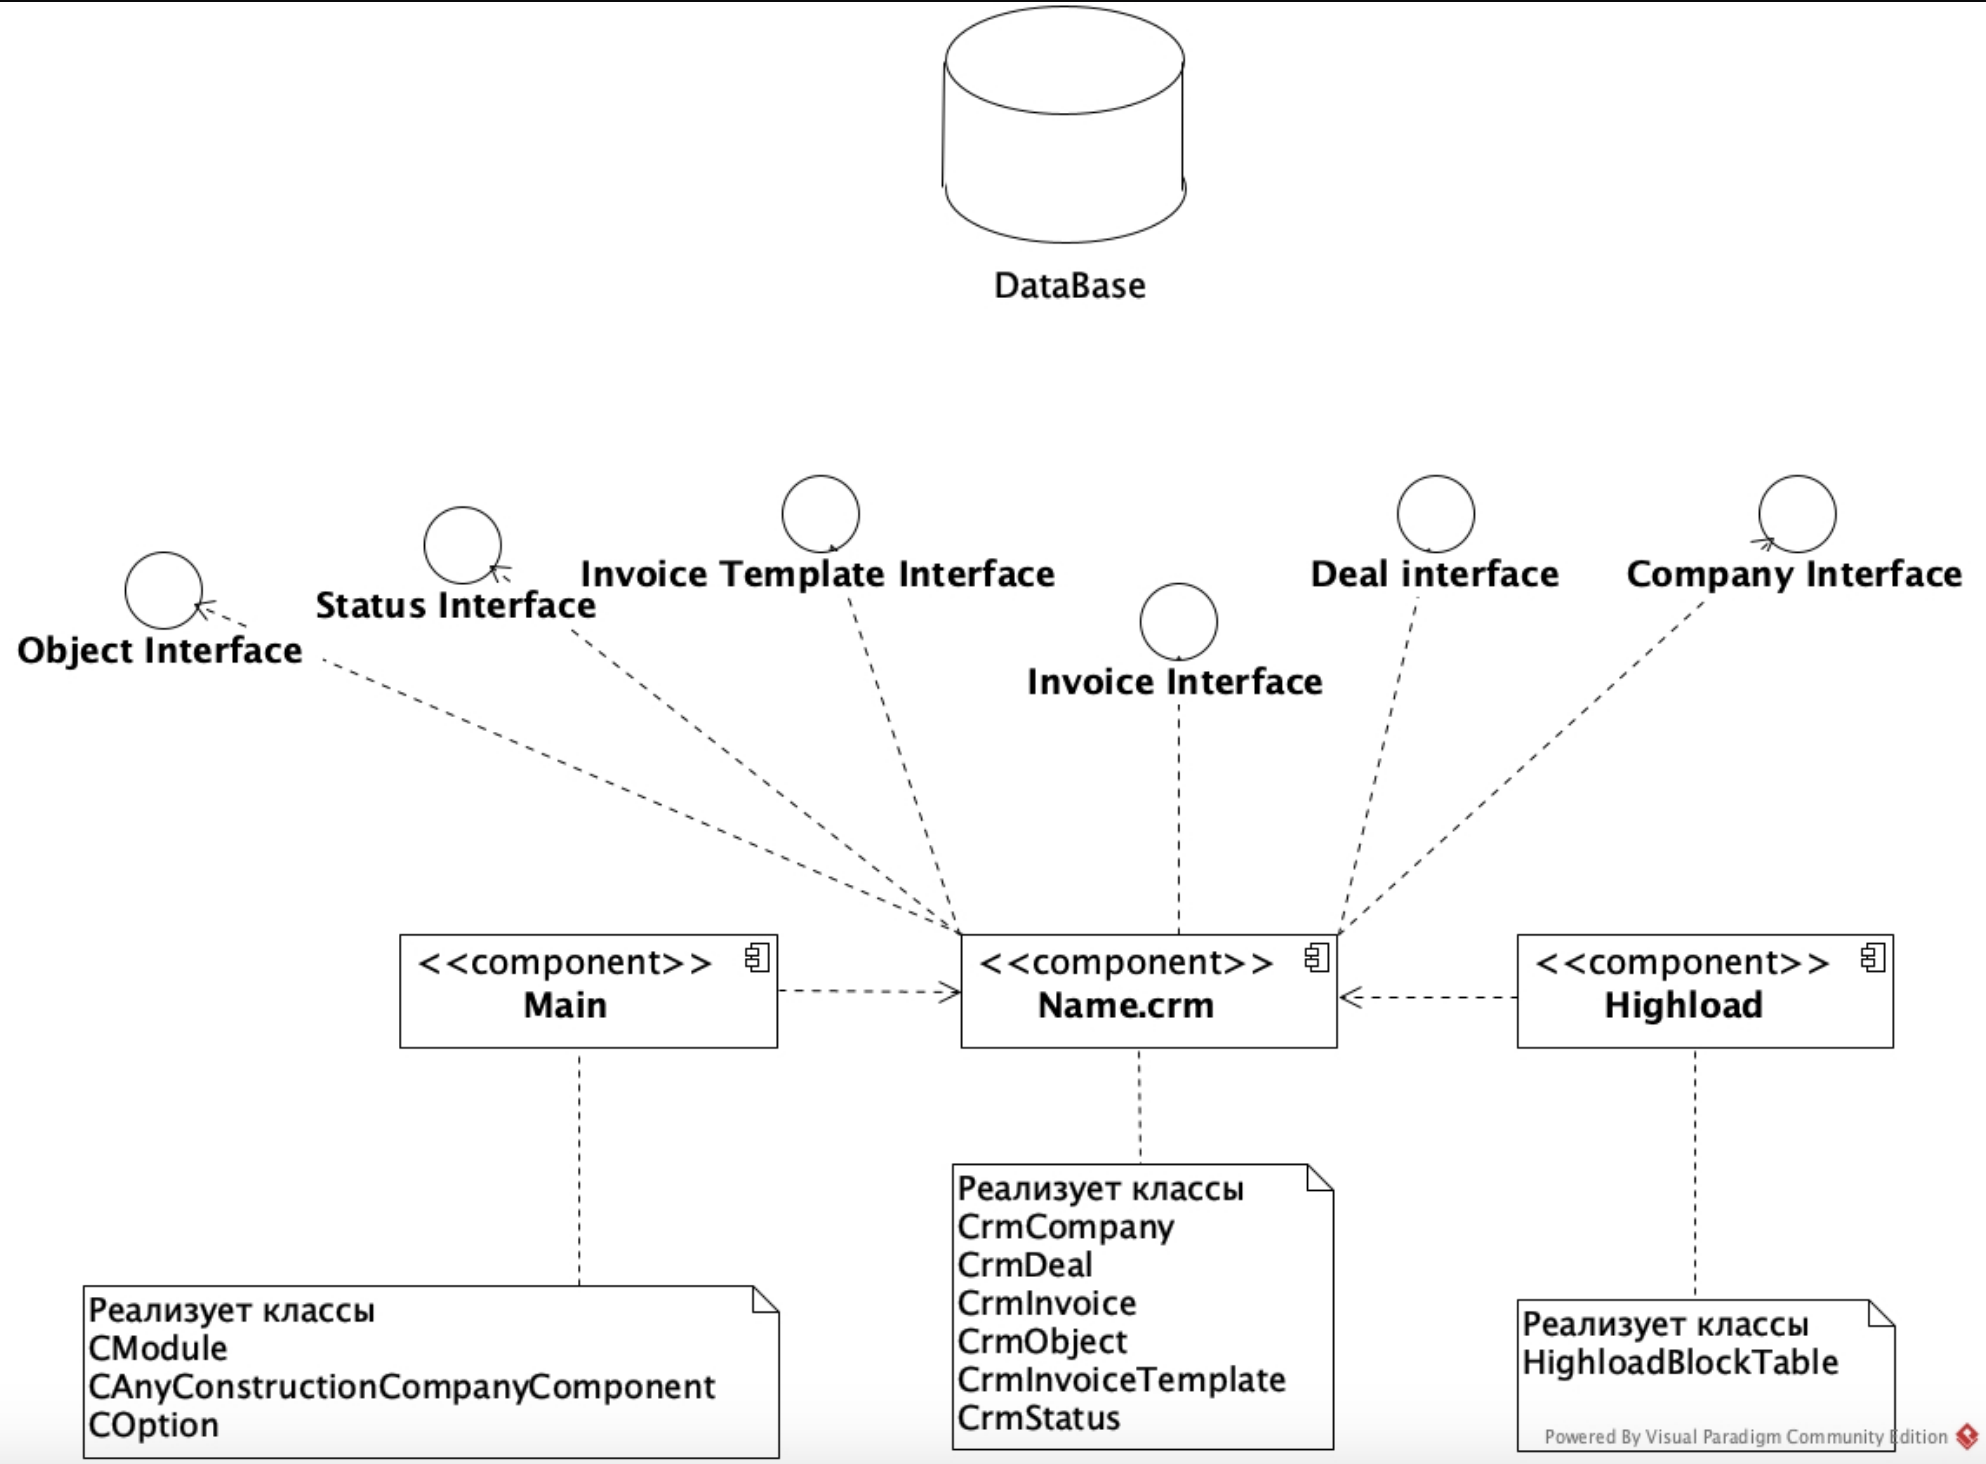 DataBase
Object Interface
Status Interface
Invoice Template Interface
Invoice Interface
Deal interface
Company Interface
<<component>>
Main
<<component>>
Name.crm
<<component>>
Highload
Реализует классы
CModule
CAnyConstructionCompanyComponent
COption
Реализует классы
CrmCompany
CrmDeal
CrmInvoice
CrmObject
CrmInvoiceTemplate
CrmStatus
Реализует классы
HighloadBlockTable
Powered By Visual Paradigm Community Edition